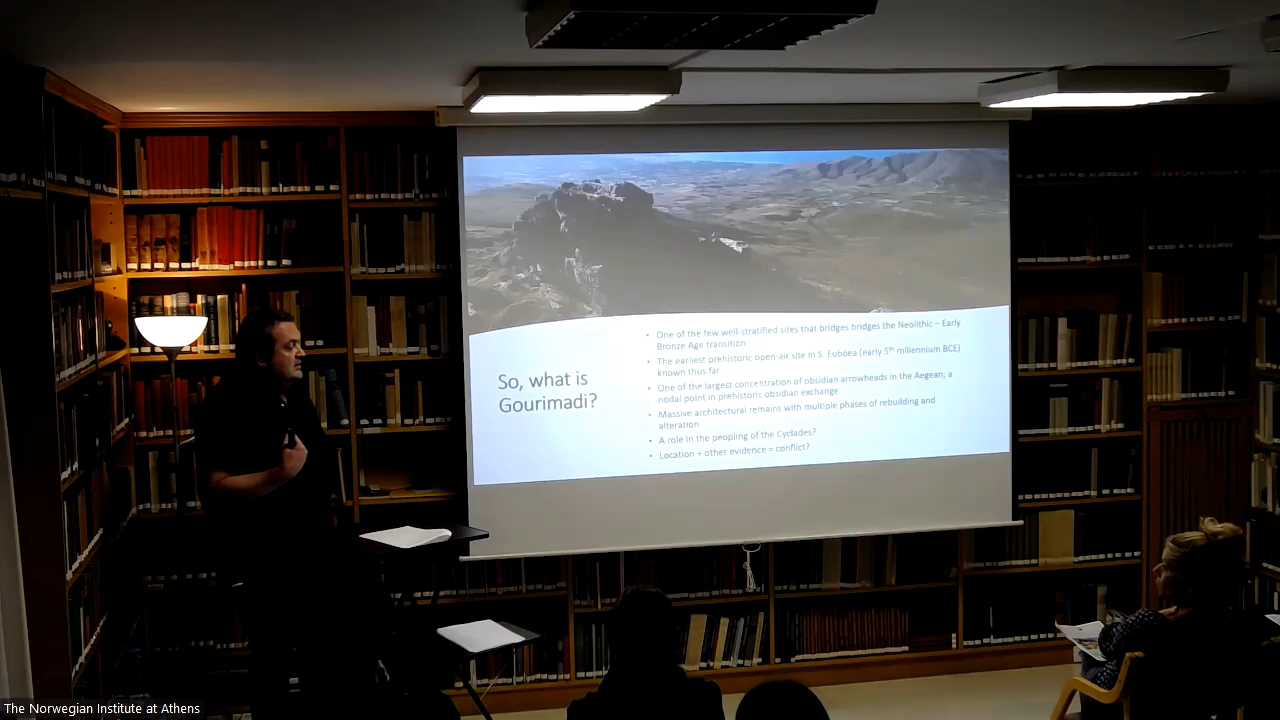 So, what is
Gourimadi?
• One of the few well-stratified sites that bridges bridges the Neolithic – Early
Bronze Age transition
• The earliest prehistoric open-air site in S. Euboea (early 5th millennium BCE)
known thus far
• One of the largest concentration of obsidian arrowheads in the Aegean; a
nodal point in prehistoric obsidian exchange
• Massive architectural remains with multiple phases of rebuilding and
alteration
• A role in the peopling of the Cyclades?
• Location + other evidence = conflict?
The Norwegian Institute at Athens